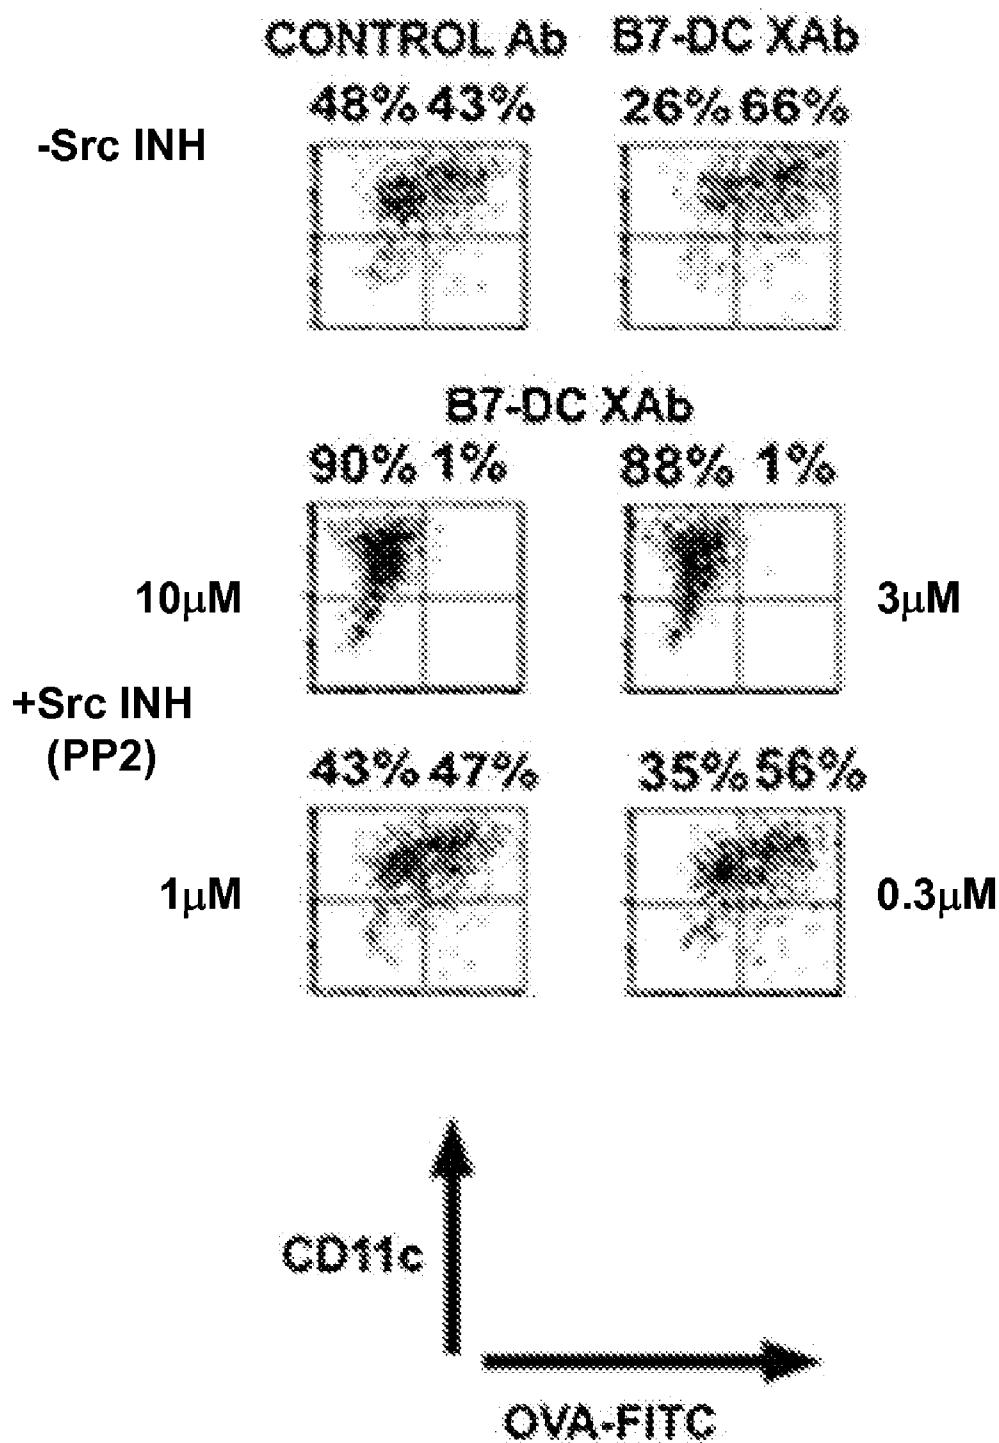 CONTROL Ab B7-DC XAb
48% 43% 26% 66%
-Src INH
B7-DC XAb
90% 1% 88% 1%
10μM 3μM
+Src INH
(PP2)
43% 47% 35% 56%
1μM 0.3μM
CD11c
OVA-FITC